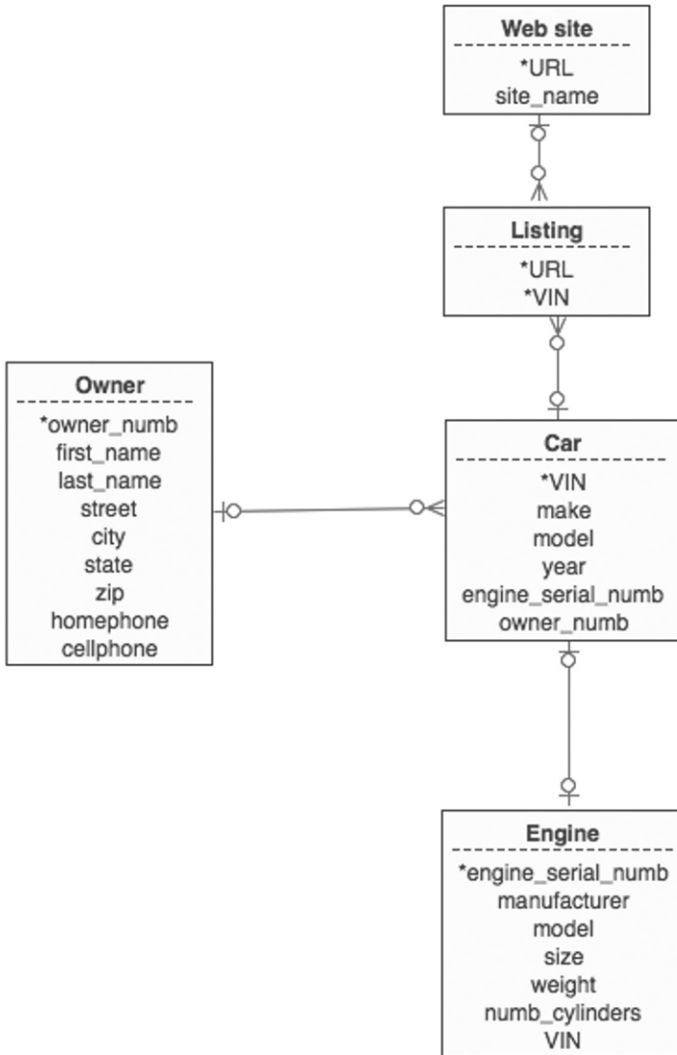 Web site
*URL
site_name
Listing
*URL
*VIN
Owner
*owner_numb
first_name
last_name
street
city
state
zip
homephone
cellphone
Car
*VIN
make
model
year
engine_serial_numb
owner_numb
Engine
*engine_serial_numb
manufacturer
model
size
weight
numb_cylinders
VIN